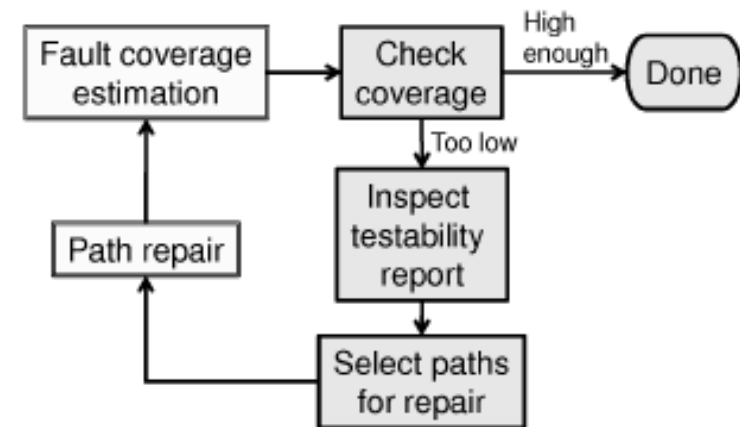 Fault coverage
estimation
Check
coverage
High
enough
Done
Too low
Inspect
testability
report
Path repair
Select paths
for repair